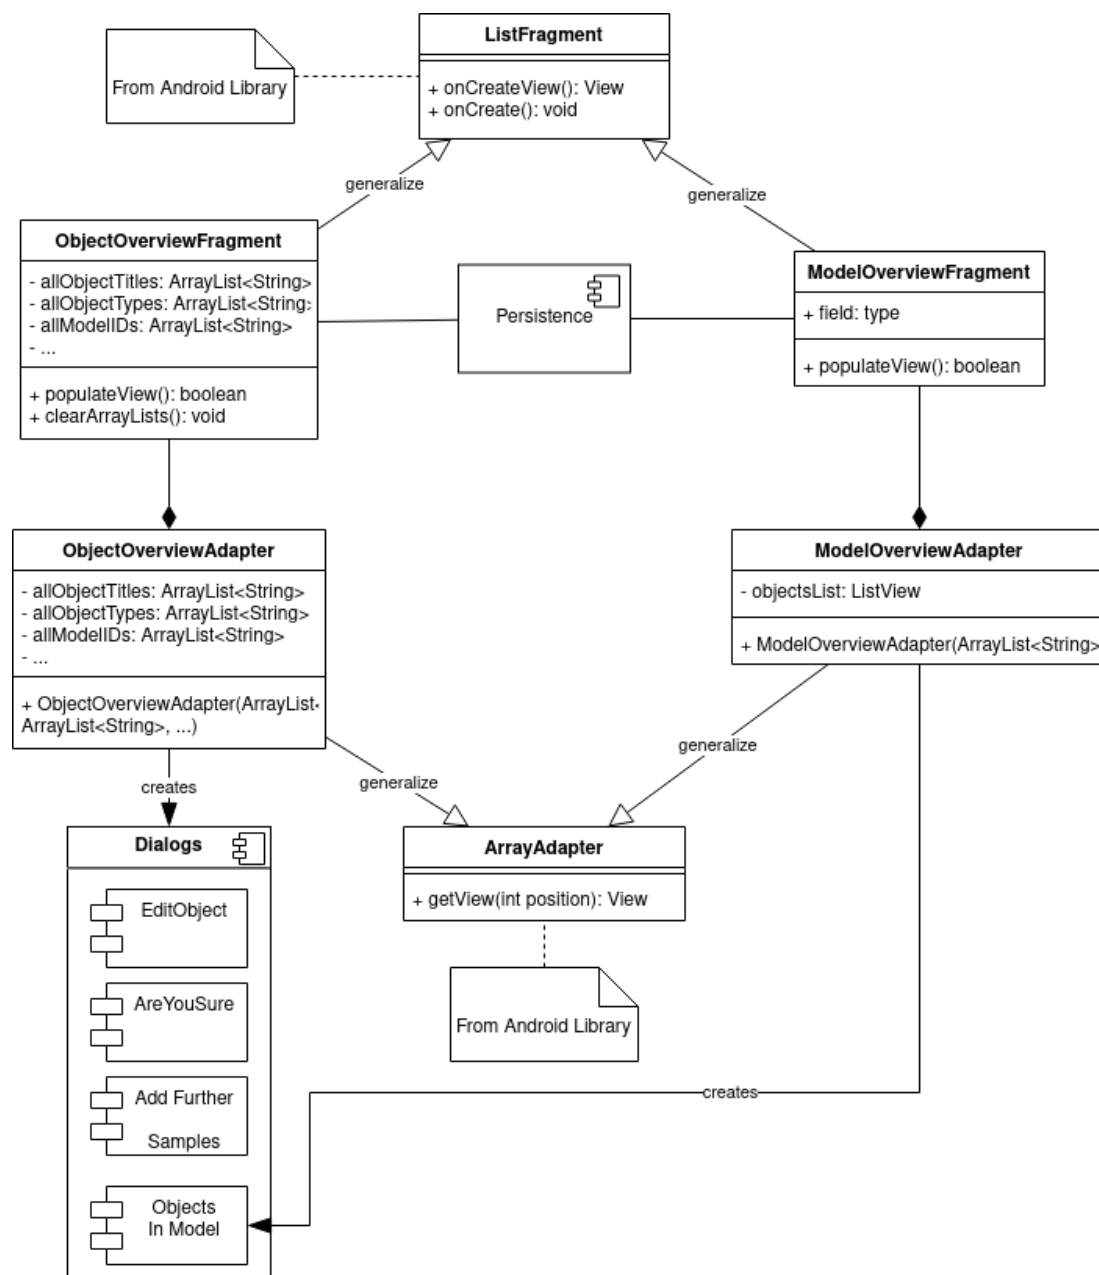 ListFragment
From Android Library
+ onCreateView(): View
+ onCreate(): void
generalize
generalize
ObjectOverviewFragment
- allObjectTitles: ArrayList<String>
- allObjectTypes: ArrayList<String>
- allModelIDs: ArrayList<String>
- ...
+ populateView(): boolean
+ clearArrayLists(): void
Persistence
ModelOverviewFragment
+ field: type
+ populateView(): boolean
ObjectOverviewAdapter
- allObjectTitles: ArrayList<String>
- allObjectTypes: ArrayList<String>
- allModelIDs: ArrayList<String>
- ...
+ ObjectOverviewAdapter(ArrayList<
ArrayList<String>, ...)
ModelOverviewAdapter
- objectsList: ListView
+ ModelOverviewAdapter(ArrayList<String>
generalize
generalize
creates
Dialogs
EditObject
AreYouSure
Add Further
Samples
Objects
In Model
ArrayAdapter
+ getView(int position): View
From Android Library
creates